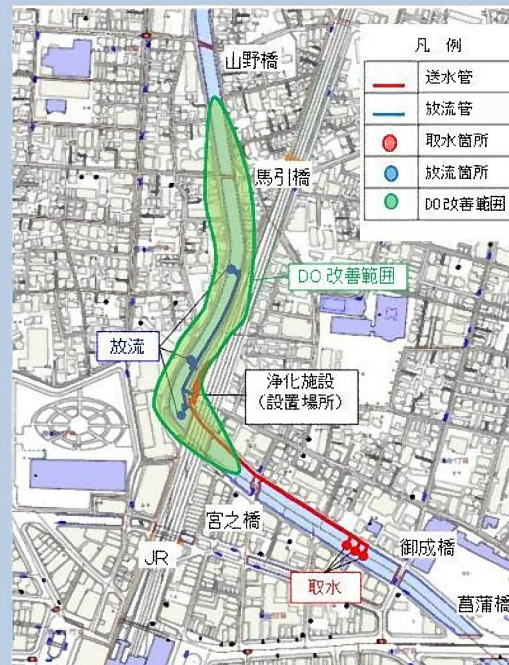 山野橋
凡 例
送水管
放流管
取水箇所
放流箇所
DO改善範囲
馬引橋
DO 改善範囲
放流
浄化施設
(設置場所)
宮之橋
御成橋
JR
取水
菖蒲橋